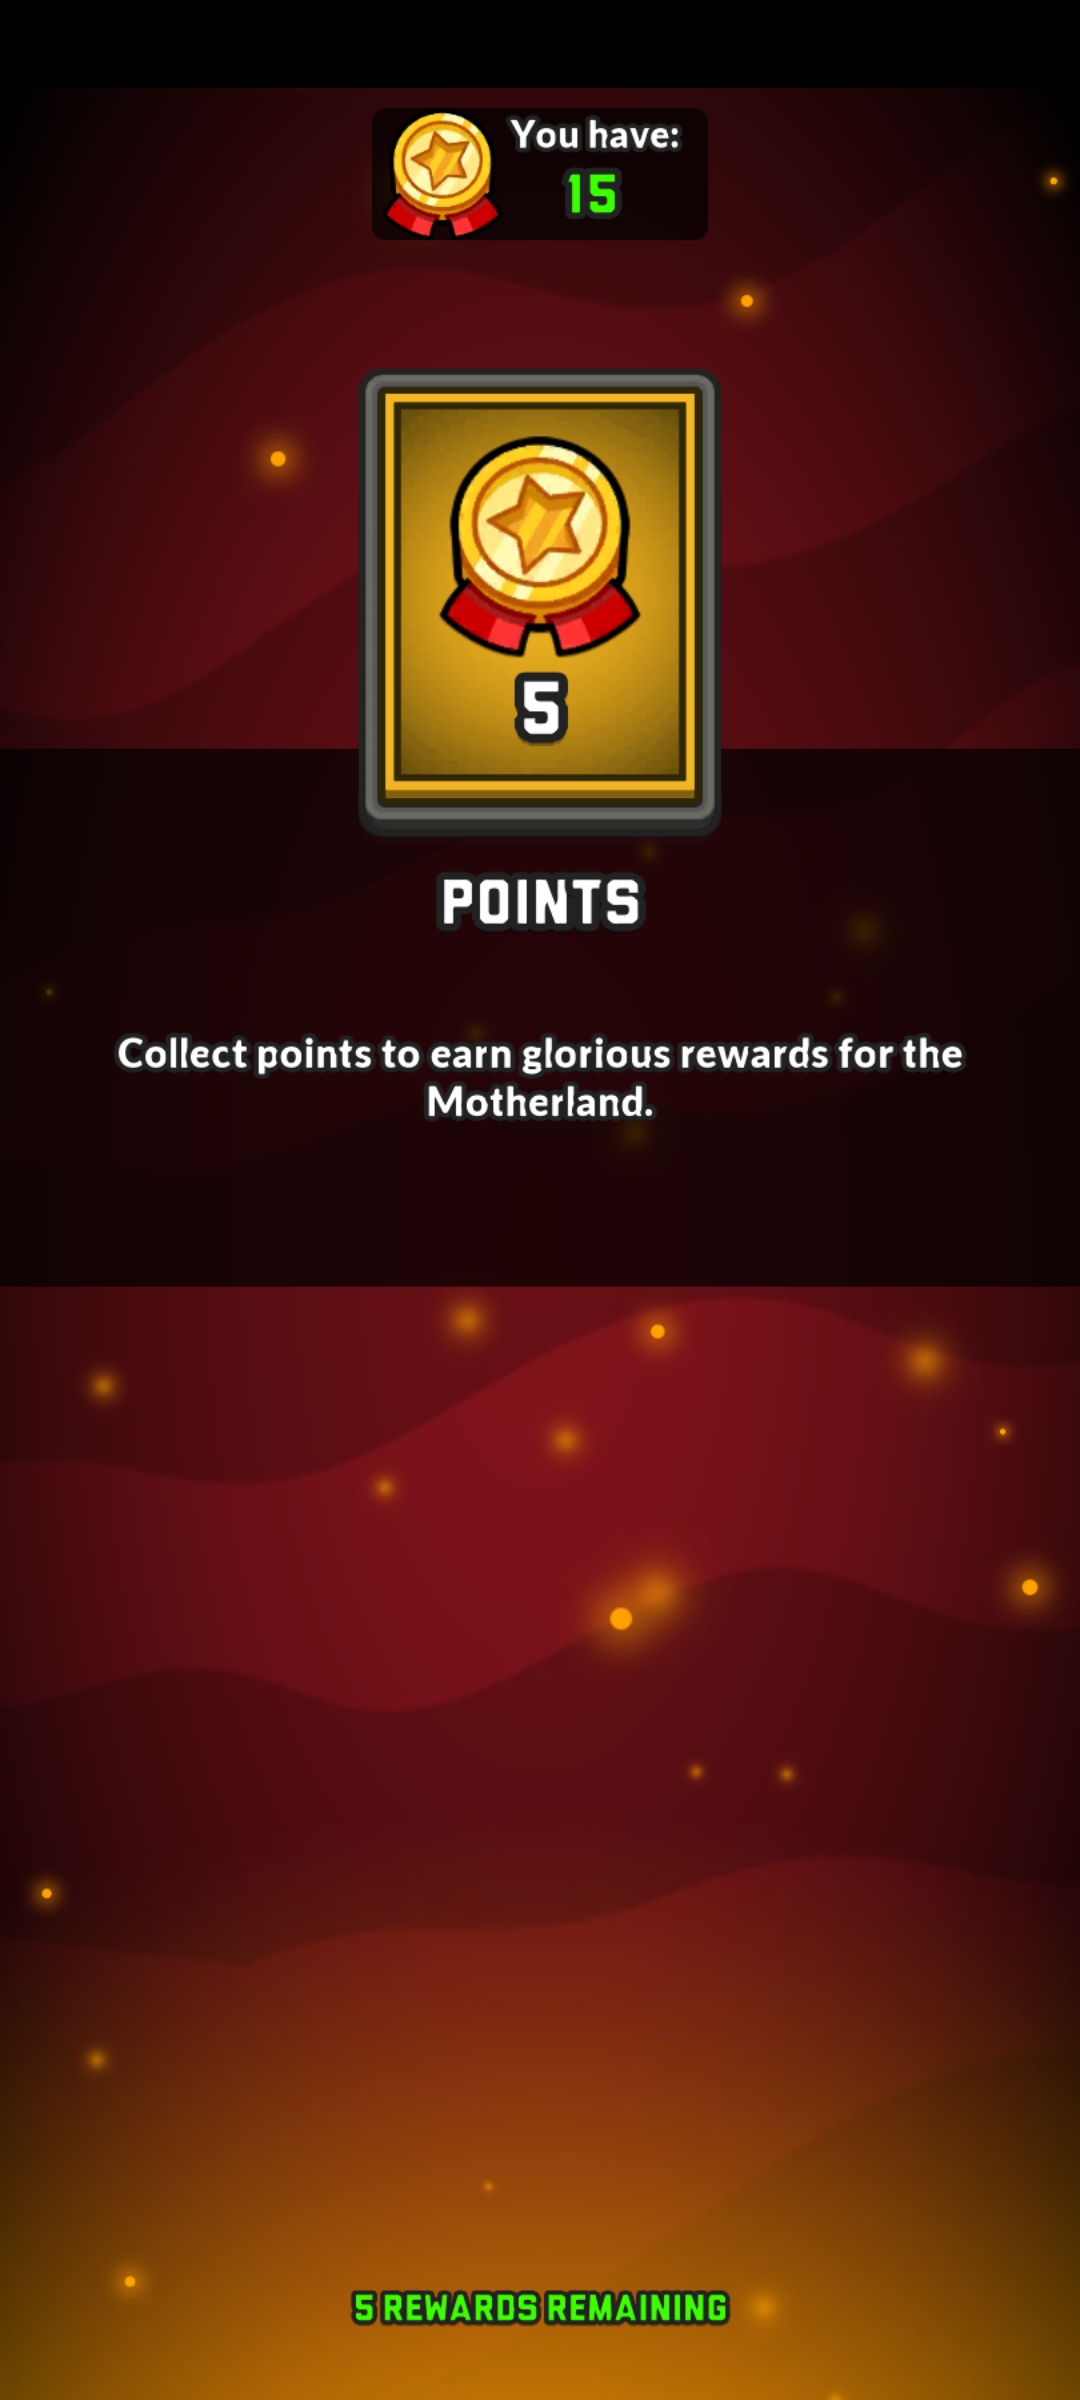 You have:
15
5
POINTS
Collect points to earn glorious rewards for the
Motherland.
5 REWARDS REMAINING